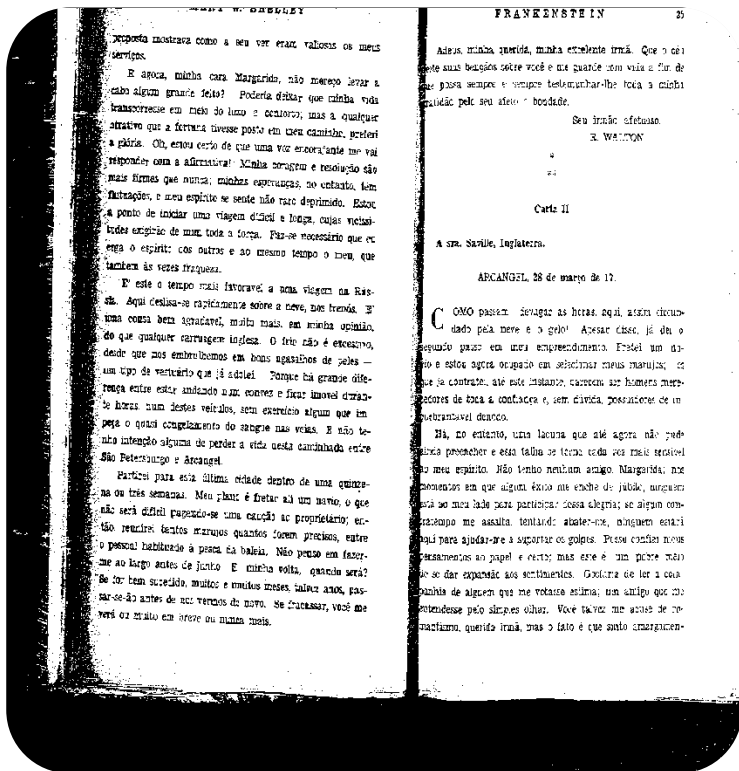 MARY W. SHELLEY
proposta mostrava como a seu ver eram valiosos os meus
serviços.
E agora, minha cara Margarida, não mereço levar a
cabo algum grande feito? Poderia deixar que minha vida
transcorresse em meio do luxo e conforto; mas a qualquer
atrativo que a fortuna tivesse posto em meu caminho, preferi
a glória. Oh, estou certo de que uma voz encorajante me vai
responder com a afirmativa! Minha coragem e resolução são
mais firmes que nunca; minhas esperanças, no entanto, têm
flutuações, e meu espírito se sente não raro deprimido. Estou
a ponto de iniciar uma viagem difícil e longa, cujas vicissi-
tudes exigirão de mim toda a força. Faz-se necessário que eu
erga o espírito dos outros e ao mesmo tempo o meu, que
tambem às vezes fraqueza.
E' este o tempo mais favoravel a uma viagem na Rús-
sia. Aqui deslisa-se rapidamente sobre a neve, nos trenós. E'
uma cousa bem agradavel, muito mais, em minha opinião,
do que qualquer carruagem inglesa. O frio não é excessivo,
desde que nos embrulhemos em bons agasalhos de peles —
um tipo de vestuário que já adotei. Porque há grande dife-
rença entre estar andando num convez e ficar imovel duran-
te horas num destes veículos, sem exercício algum que im-
peça o quasi congelamento do sangue nas veias. E não te-
nho intenção alguma de perder a vida nesta caminhada entre
São Petersburgo e Arcangel.
Partirei para esta última cidade dentro de uma quinze-
na ou três semanas. Meu plano é fretar ali um navio, o que
não será difícil pagando-se uma caução ao proprietário; en-
tão, reunirei tantos marujos quantos forem precisos, entre
o pessoal habituado à pesca da baleia. Não penso em fazer-
me ao largo antes de junho. E minha volta, quando será?
Se for bem sucedido, muitos e muitos meses, talvez anos, pas-
sar-se-ão antes de nos vermos de novo. Se fracassar, você me
verá ou muito em breve ou nunca mais.
FRANKENSTEIN 25
Adeus, minha querida, minha excelente irmã. Que o céu
suas bençãos sobre você e me guarde com vida a fim de
que possa sempre e sempre testemunhar-lhe toda a minha
gratidão pelo seu afeto e bondade.
Seu irmão afetuoso.
R. WALTON
Carta II
A sra. Saville, Inglaterra.
ARCANGEL, 28 de março de 17.
COMO passam devagar as horas, aqui, assim circun-
dado pela neve e o gelo! Apesar disso, já dei o
segundo passo em meu empreendimento. Fretei um na-
vio e estou agora ocupado em selecionar meus marujos; os
que já contratei, até este instante, parecem ser homens mere-
cedores de toda a confiança e, sem dúvida, possuidores de in-
quebrantavel denodo.
Há, no entanto, uma lacuna que até agora não pude
ainda preencher e essa falha se torna cada vez mais sensivel
ao meu espírito. Não tenho nenhum amigo. Margarida; nos
momentos em que algum êxito me enche de júbilo, ninguem
está ao meu lado para participar dessa alegria; se algum con-
tratempo me assalta, tentando abater-me, ninguem estará
aqui para ajudar-me a suportar os golpes. Posso confiar meus
pensamentos ao papel é certo; mas esse é um pobre meio
de se dar expansão aos sentimentos. Gostaria de ter a com-
panhia de alguem que me votasse estima; um amigo que me
entendesse pelo simples olhar. Você talvez me acuse de ro-
mantismo, querida irmã, mas o fato é que sinto amargamen-